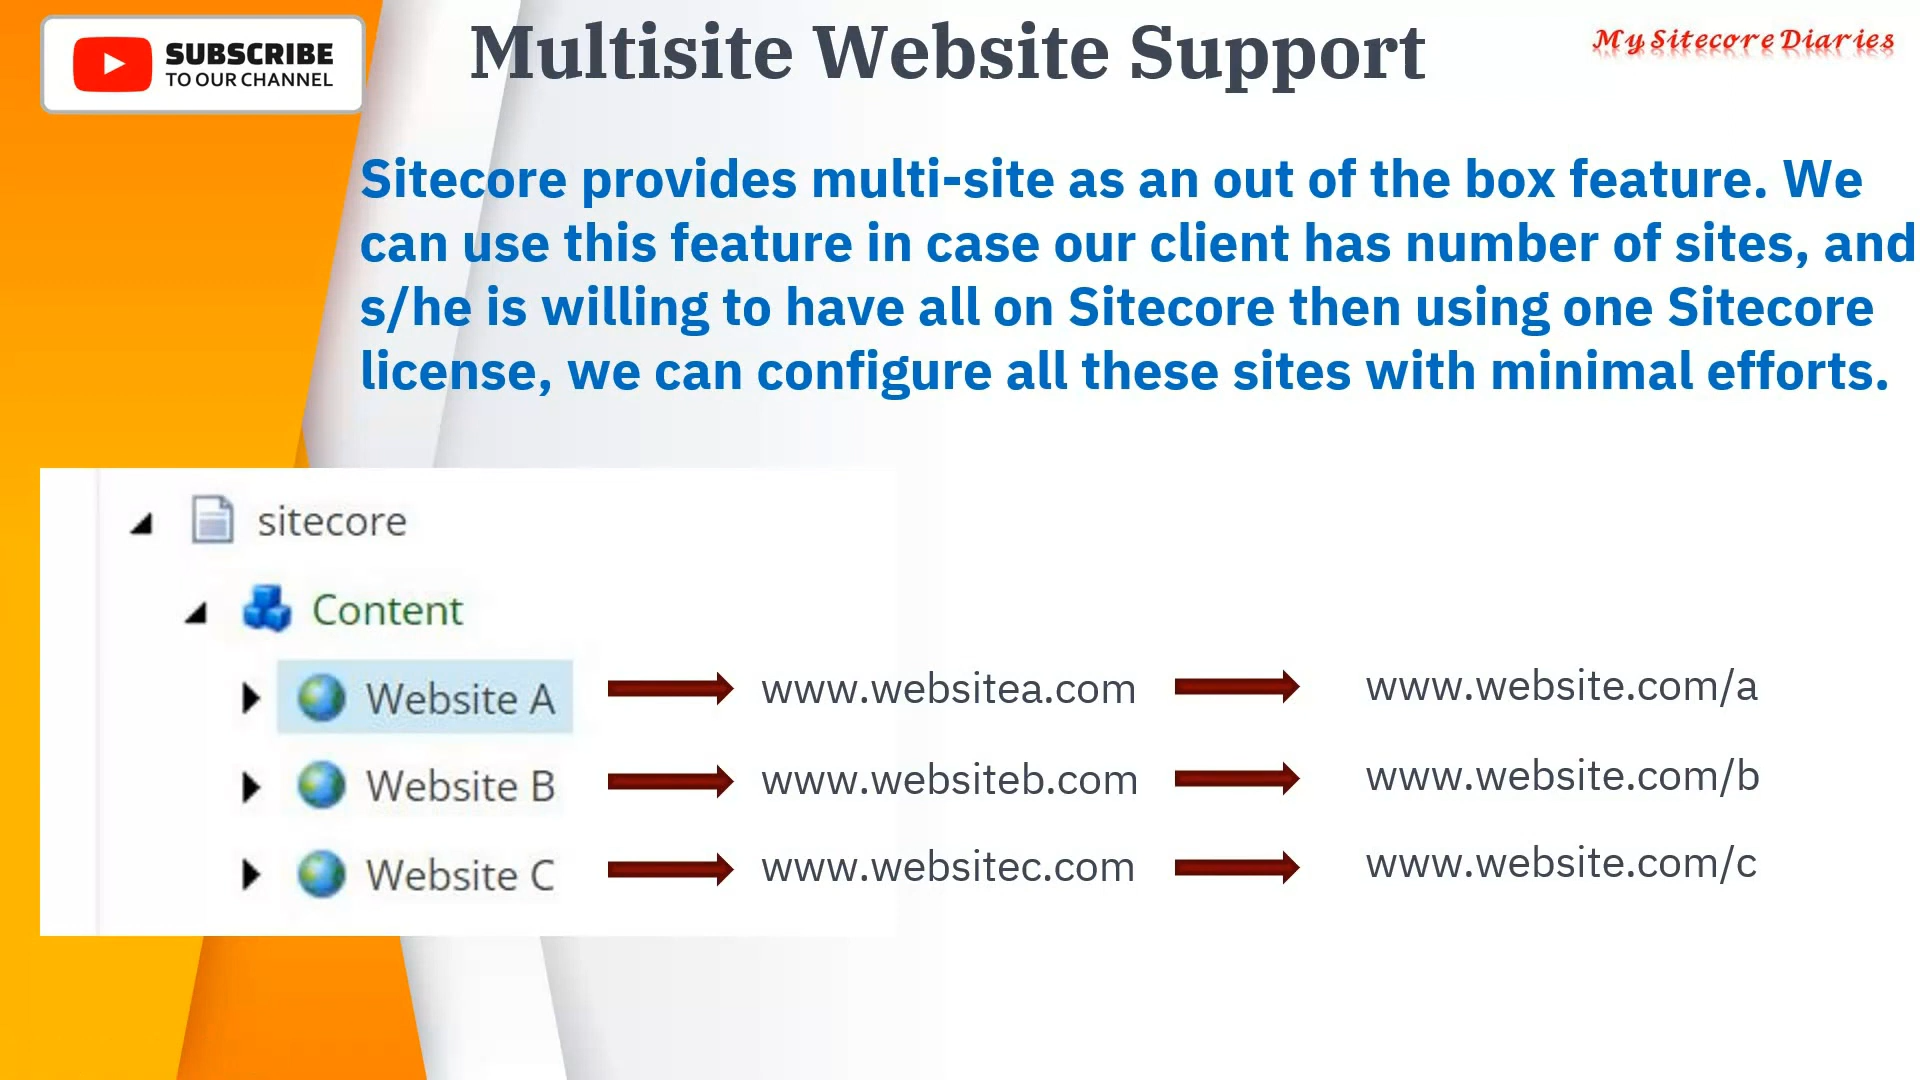 SUBSCRIBE
TO OUR CHANNEL
Multisite Website Support
My Sitecore Diaries
Sitecore provides multi-site as an out of the box feature. We
can use this feature in case our client has number of sites, and
s/he is willing to have all on Sitecore then using one Sitecore
license, we can configure all these sites with minimal efforts.
sitecore
Content
Website A www.websitea.com www.website.com/a
Website B www.websiteb.com www.website.com/b
Website C www.websitec.com www.website.com/c